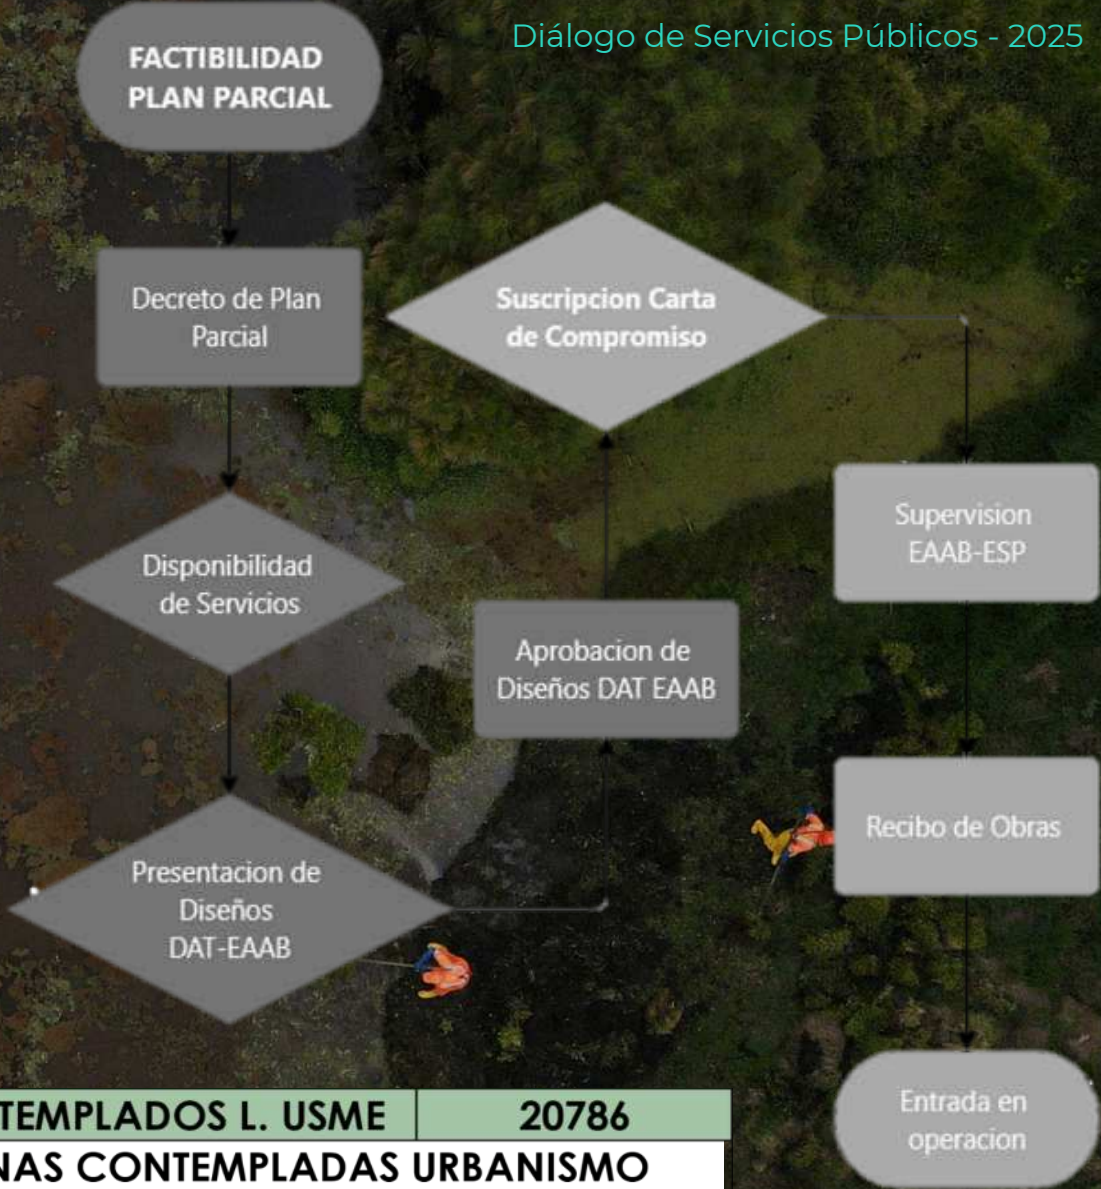 Diálogo de Servicios Públicos - 2025
FACTIBILIDAD
PLAN PARCIAL
Decreto de Plan
Parcial
Disponibilidad
de Servicios
Presentacion de
Diseños
DAT-EAAB
Aprobacion de
Diseños DAT EAAB
Suscripcion Carta
de Compromiso
Supervision
EAAB-ESP
Recibo de Obras
Entrada en
operacion
TEMPLADOS L. USME 20786
NAS CONTEMPLADAS URBANISMO